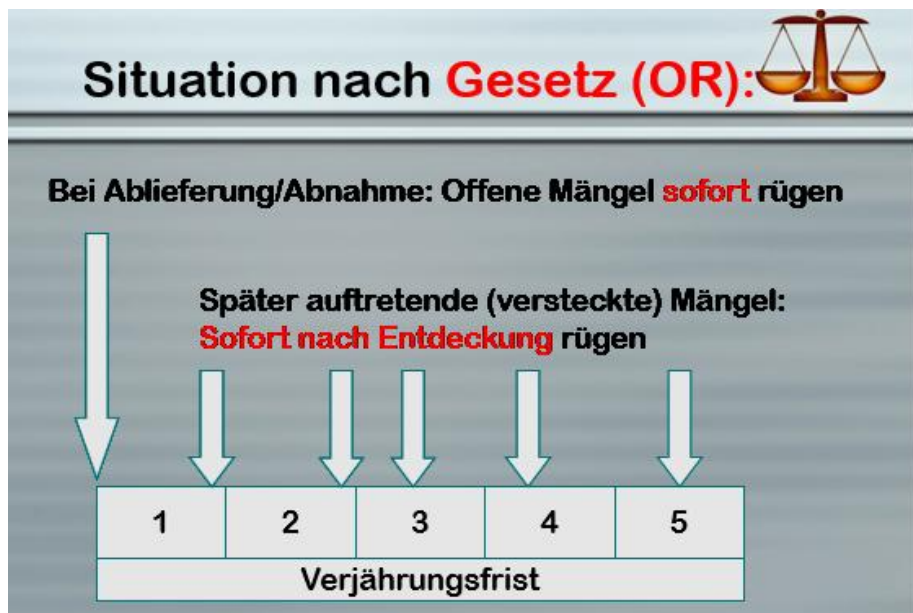 Situation nach Gesetz (OR):
Bei Ablieferung/Abnahme: Offene Mängel sofort rügen
Später auftretende (versteckte) Mängel:
Sofort nach Entdeckung rügen
1 2 3 4 5
Verjährungsfrist